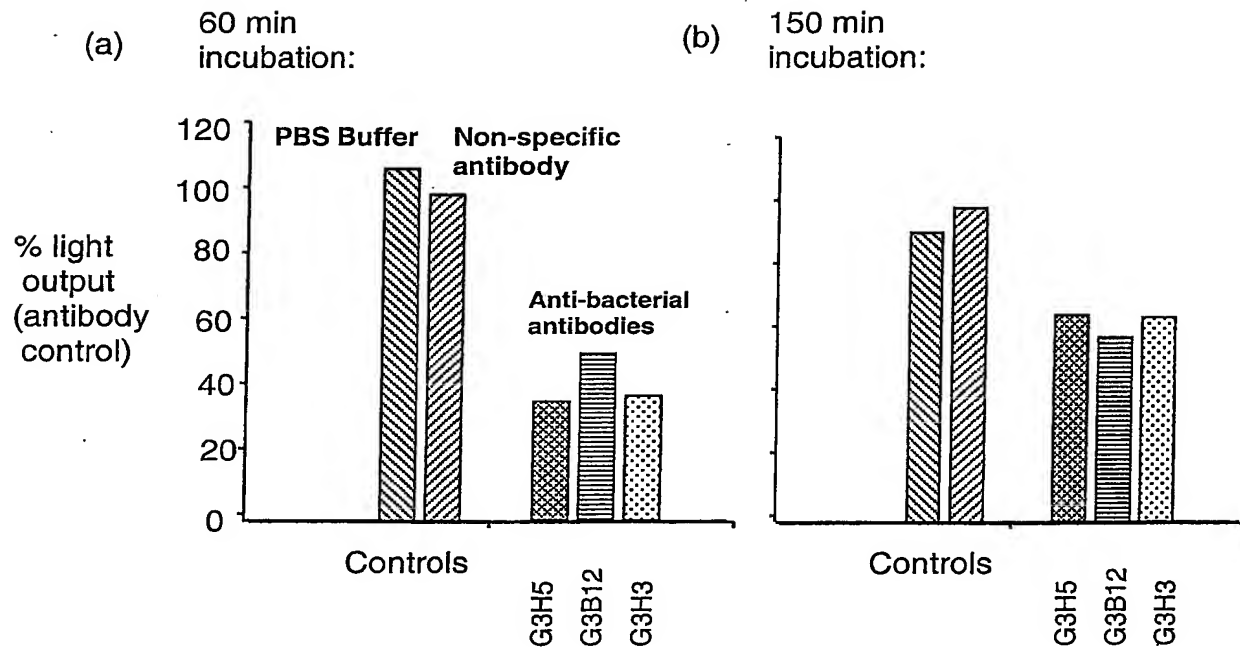 (a)
60 min
incubation:
(b)
150 min
incubation:
% light
output
(antibody
control)
120
100
80
60
40
20
0
PBS Buffer
Non-specific
antibody
Anti-bacterial
antibodies
Controls
G3H5
G3B12
G3H3
Controls
G3H5
G3B12
G3H3